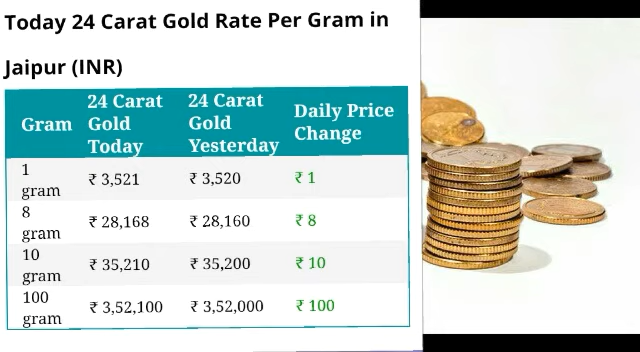 Today 24 Carat Gold Rate Per Gram in
Jaipur (INR)
Gram 24 Carat Gold Today 24 Carat Gold Yesterday Daily Price Change
1 gram ₹ 3,521 ₹ 3,520 ₹ 1
8 gram ₹ 28,168 ₹ 28,160 ₹ 8
10 gram ₹ 35,210 ₹ 35,200 ₹ 10
100 gram ₹ 3,52,100 ₹ 3,52,000 ₹ 100